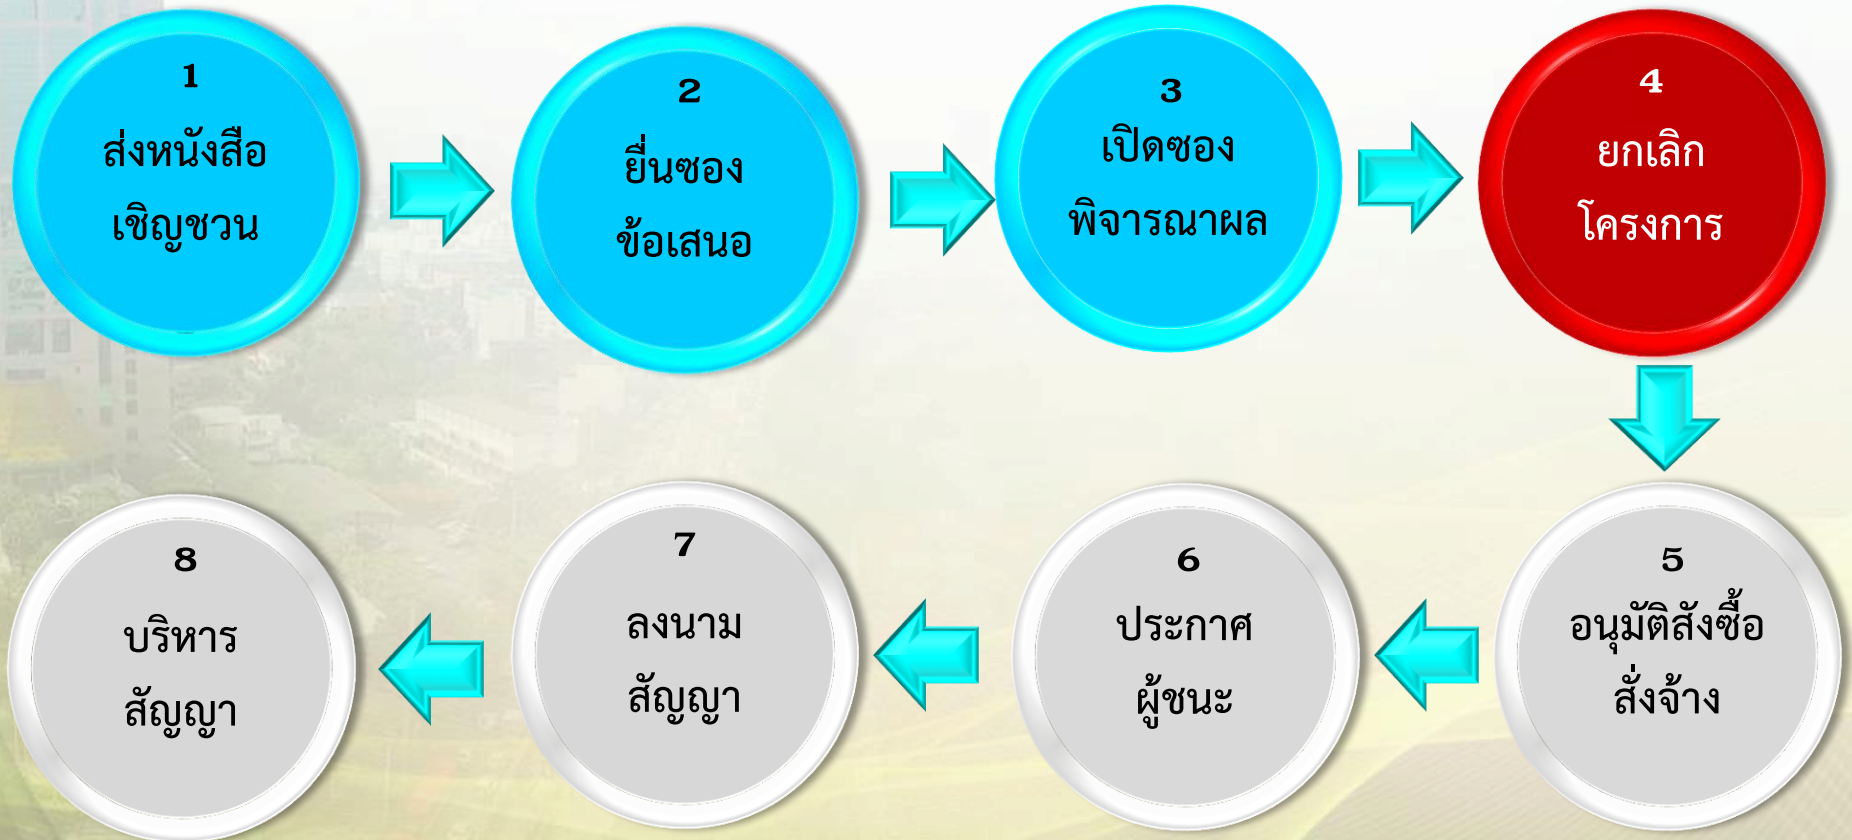 1
ส่งหนังสือ
เชิญชวน
2
ยื่นซอง
ข้อเสนอ
3
เปิดซอง
พิจารณาผล
4
ยกเลิก
โครงการ
5
อนุมัติสังซื้อ
สั่งจ้าง
6
ประกาศ
ผู้ชนะ
7
ลงนาม
สัญญา
8
บริหาร
สัญญา